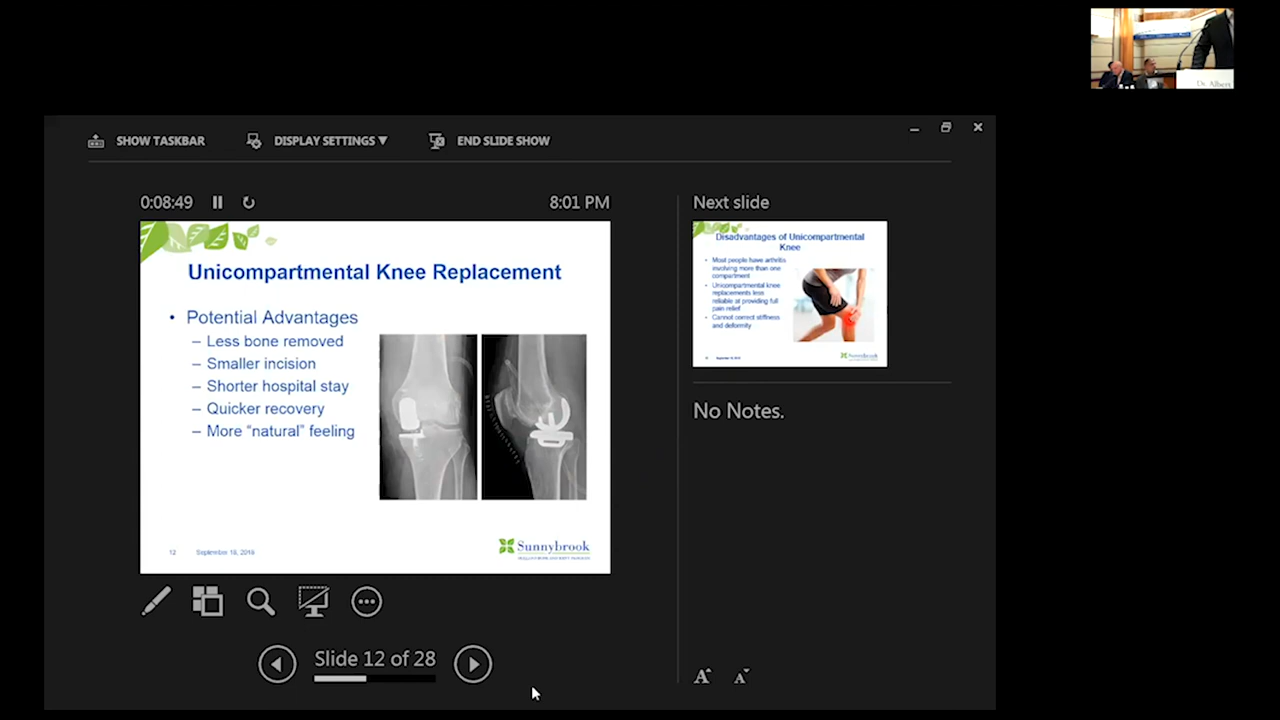 Dr. Albert
SHOW TASKBAR
DISPLAY SETTINGS ▼
END SLIDE SHOW
0:08:49
8:01 PM
Unicompartmental Knee Replacement
• Potential Advantages
– Less bone removed
– Smaller incision
– Shorter hospital stay
– Quicker recovery
– More “natural” feeling
12
Sunnybrook
Slide 12 of 28
Next slide
Disadvantages of Unicompartmental
Knee
• Most people have arthritis
involving more than one
compartment
• Unicompartmental knee
replacements less
reliable at providing full
pain relief
• Cannot correct stiffness
and deformity
Sunnybrook
No Notes.
A A